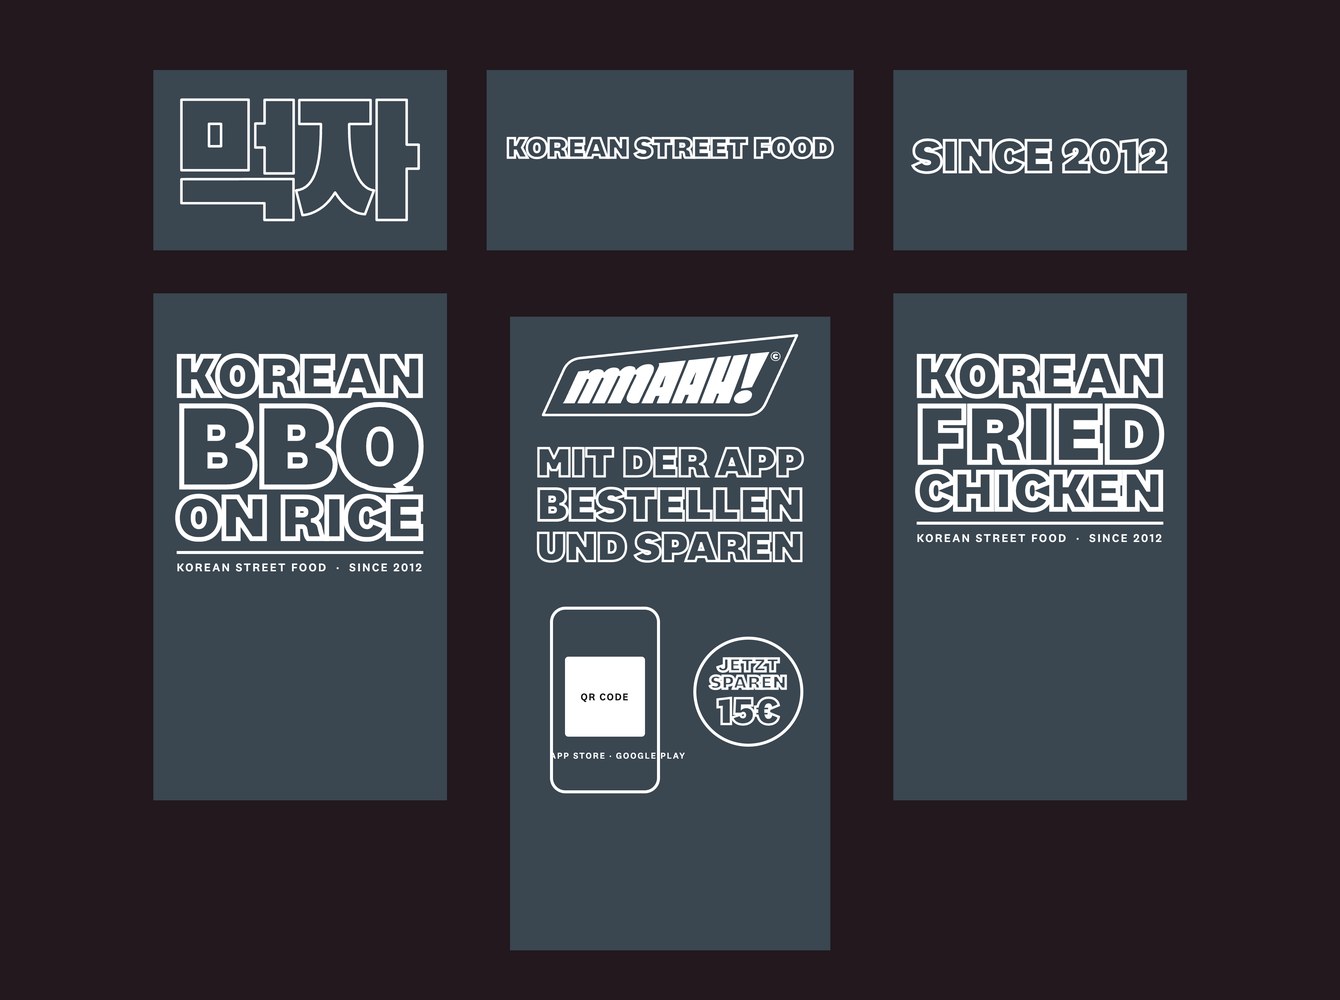 먹자
KOREAN STREET FOOD
SINCE 2012
KOREAN
BBQ
ON RICE
KOREAN STREET FOOD · SINCE 2012
mmAAH!©
MIT DER APP
BESTELLEN
UND SPAREN
QR CODE
APP STORE · GOOGLE PLAY
JETZT
SPAREN
15€
KOREAN
FRIED
CHICKEN
KOREAN STREET FOOD · SINCE 2012